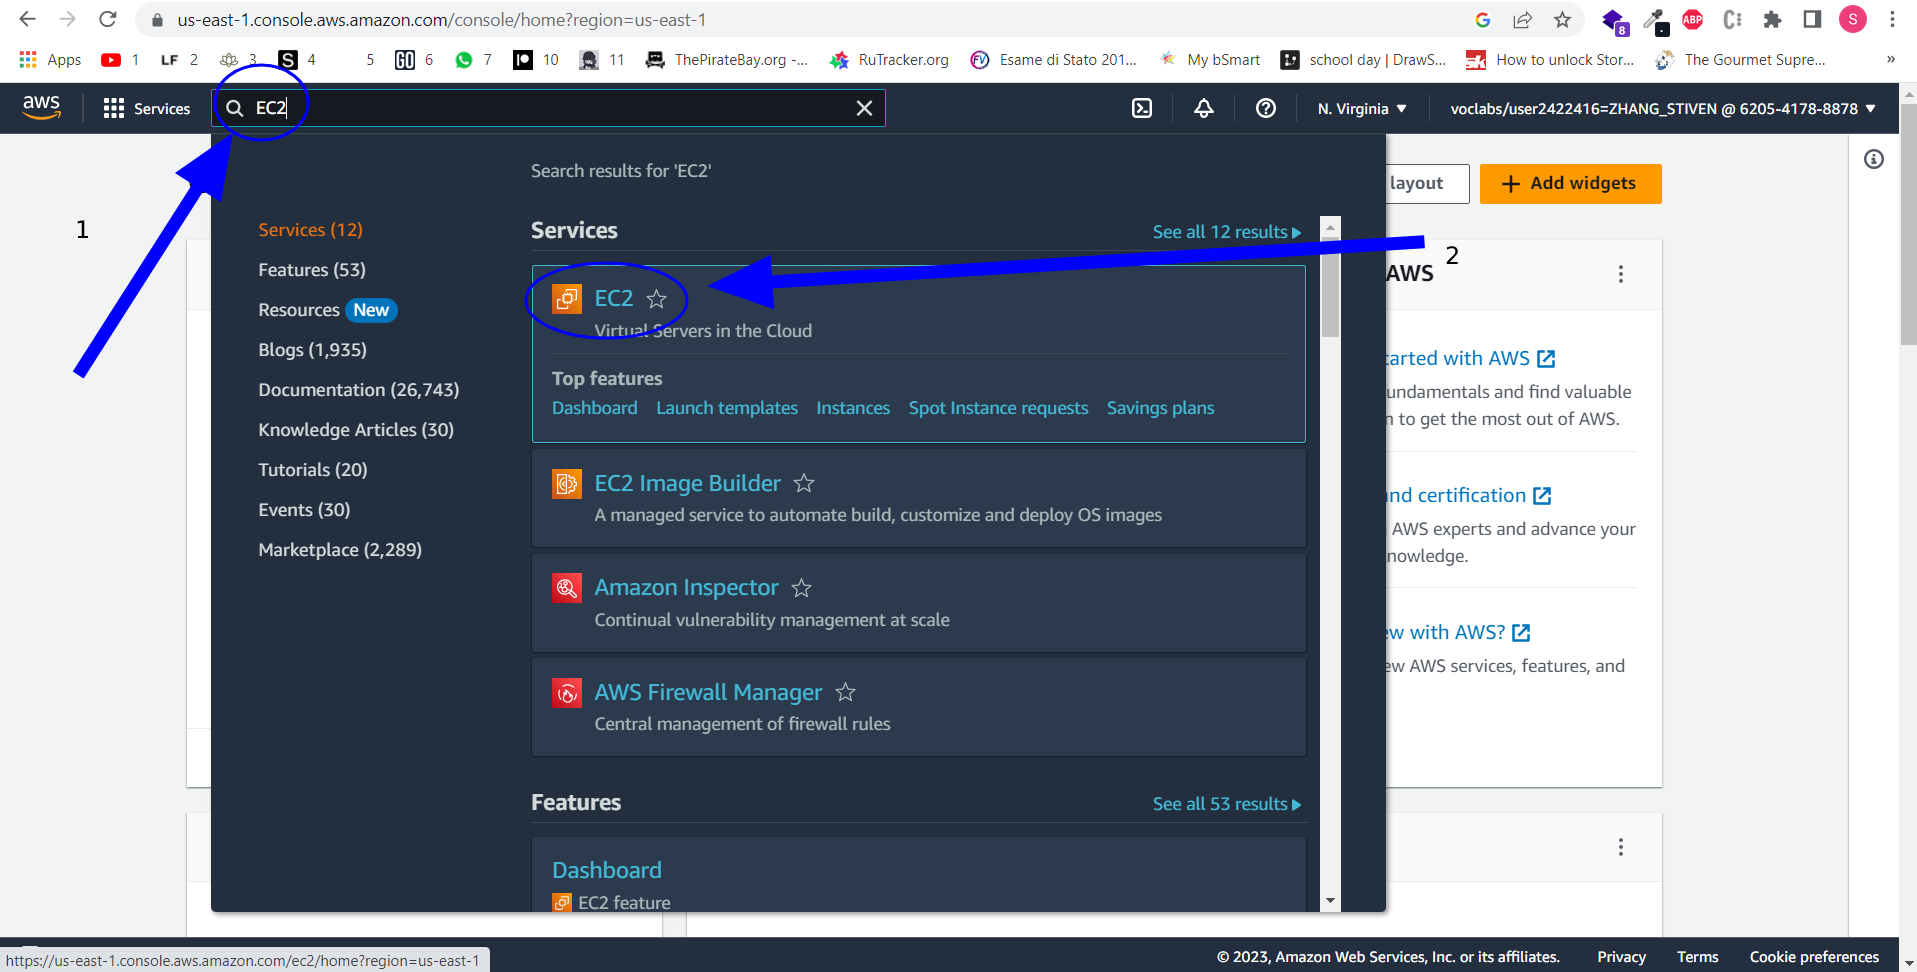 us-east-1.console.aws.amazon.com/console/home?region=us-east-1
8
ABP
S
Apps
1
LF 2
3
S 4
5
GO 6
7
10
11
ThePirateBay.org -...
RuTracker.org
FV Esame di Stato 201...
My bSmart
school day | DrawS...
sk How to unlock Stor...
The Gourmet Supre...
»
aws
Services
EC2
N. Virginia
voclabs/user2422416=ZHANG_STIVEN @ 6205-4178-8878
Search results for 'EC2'
layout
Add widgets
1
Services (12)
Features (53)
Resources New
Blogs (1,935)
Documentation (26,743)
Knowledge Articles (30)
Tutorials (20)
Events (30)
Marketplace (2,289)
Services
See all 12 results
2
EC2
Virtual Servers in the Cloud
Top features
Dashboard Launch templates Instances Spot Instance requests Savings plans
EC2 Image Builder
A managed service to automate build, customize and deploy OS images
Amazon Inspector
Continual vulnerability management at scale
AWS Firewall Manager
Central management of firewall rules
Features
See all 53 results
Dashboard
EC2 feature
AWS
tarted with AWS
undamentals and find valuable
n to get the most out of AWS.
nd certification
AWS experts and advance your
nowledge.
ew with AWS?
ew AWS services, features, and
https://us-east-1.console.aws.amazon.com/ec2/home?region=us-east-1
© 2023, Amazon Web Services, Inc. or its affiliates.
Privacy
Terms
Cookie preferences